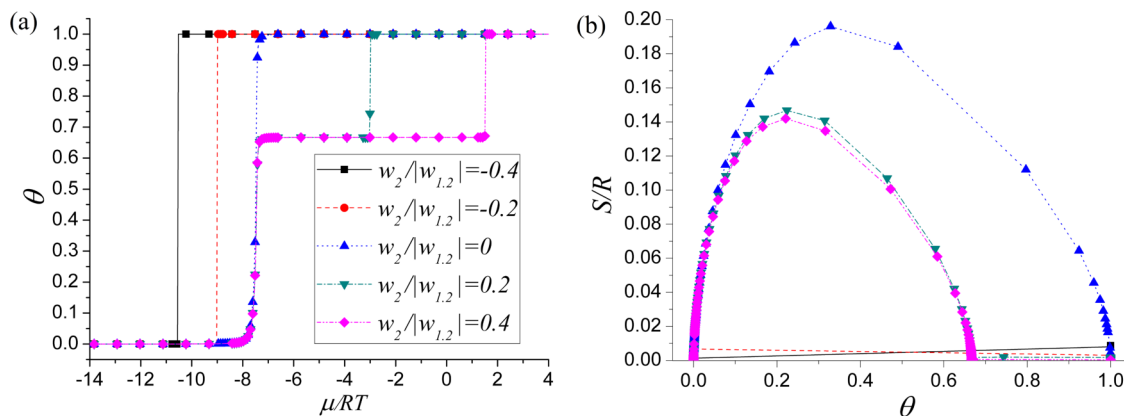 (a)
θ
1.0
0.9
0.8
0.7
0.6
0.5
0.4
0.3
0.2
0.1
0.0
-14 -12 -10 -8 -6 -4 -2 0 2 4
μ/RT
w₂/|w₁.₂|=-0.4
w₂/|w₁.₂|=-0.2
w₂/|w₁.₂|=0
w₂/|w₁.₂|=0.2
w₂/|w₁.₂|=0.4
(b)
S/R
0.20
0.18
0.16
0.14
0.12
0.10
0.08
0.06
0.04
0.02
0.00
0.0 0.2 0.4 0.6 0.8 1.0
θ